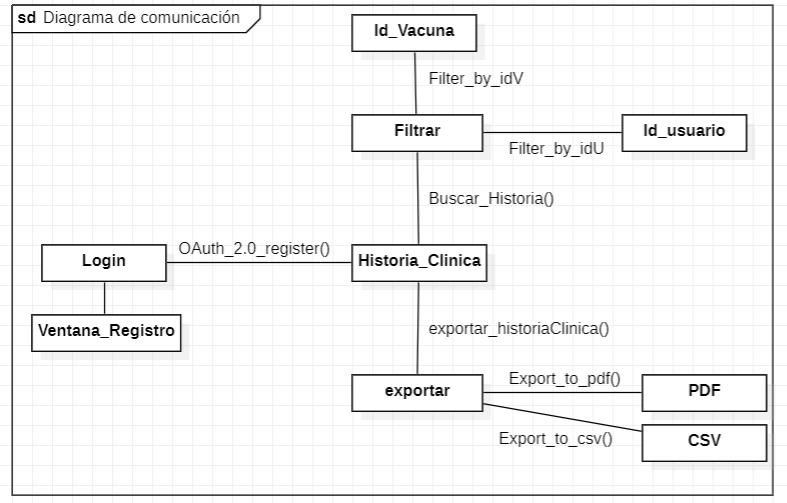 sd Diagrama de comunicación
Id_Vacuna
Filter_by_idV
Filtrar
Id_usuario
Filter_by_idU
Buscar_Historia()
Login
OAuth_2.0_register()
Historia_Clinica
Ventana_Registro
exportar_historiaClinica()
exportar
Export_to_pdf()
PDF
Export_to_csv()
CSV